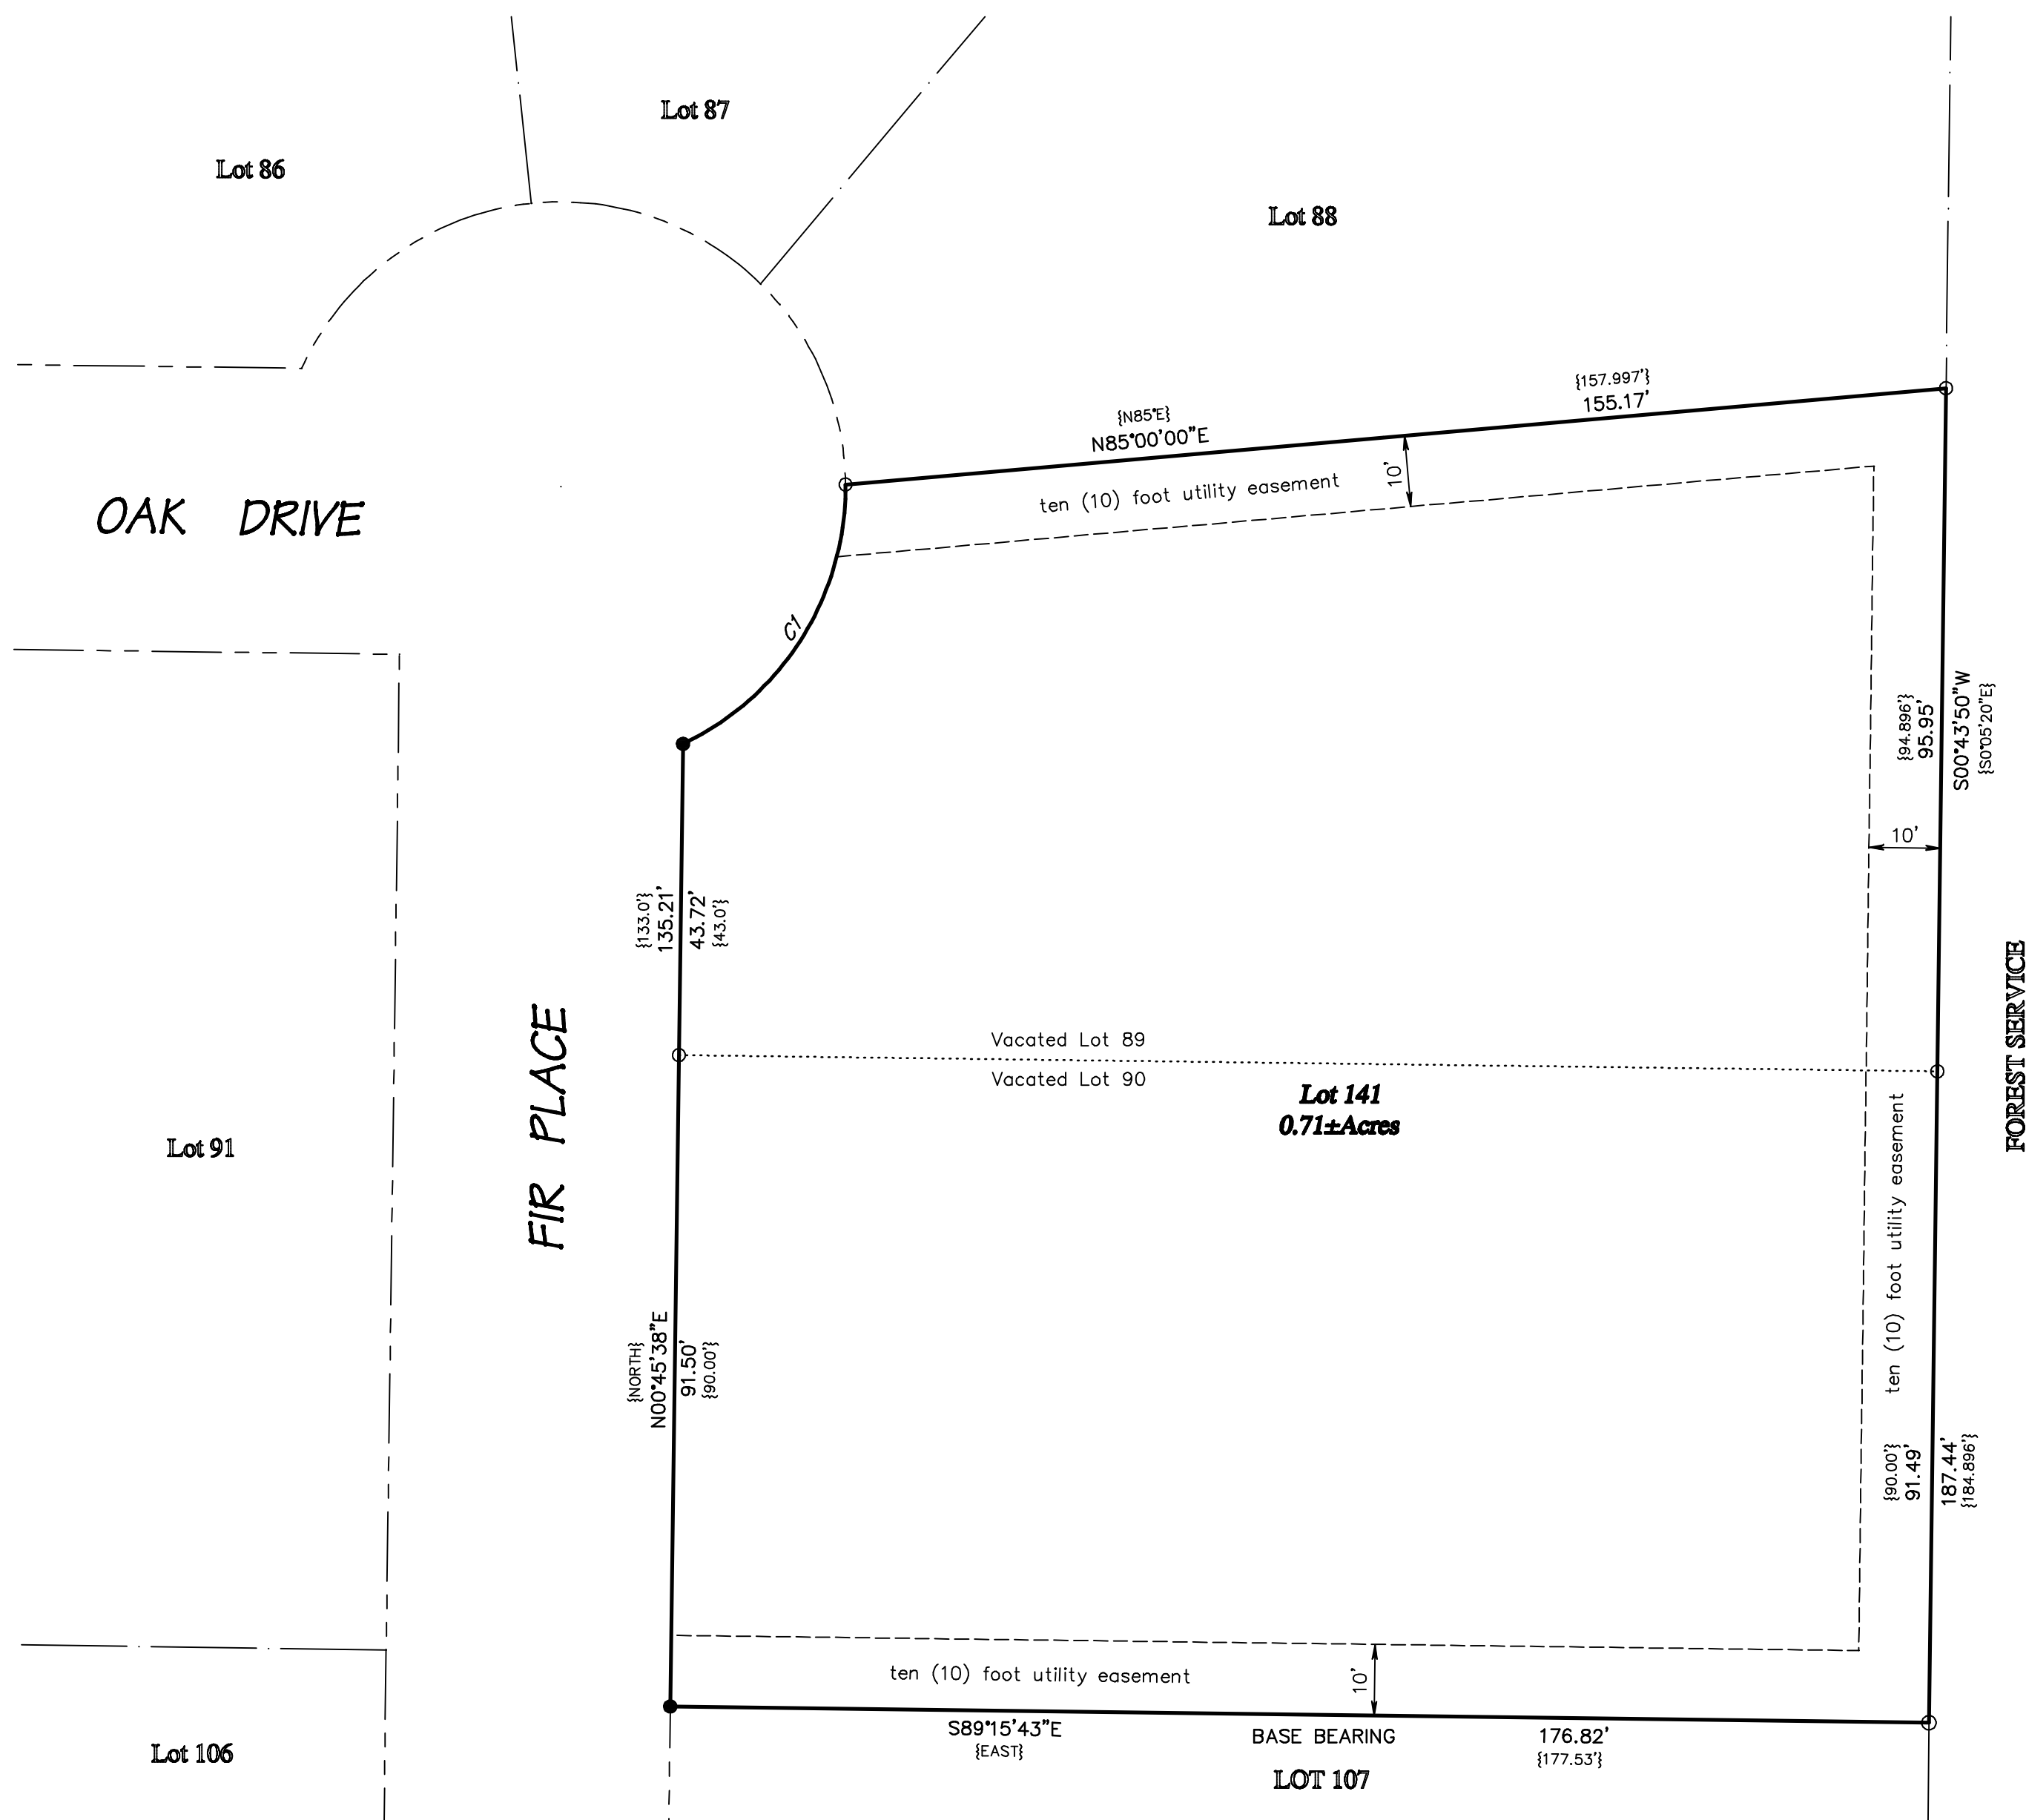 Lot 87
Lot 86
Lot 88
{157.997'}
155.17'
{N85°E}
N85°00'00"E
10'
ten (10) foot utility easement
OAK DRIVE
C1
{94.896'}
95.95'
S00°43'50"W
{S0°05'20"E}
10'
{133.0'}
135.21'
43.72'
{43.0'}
FIR PLACE
FOREST SERVICE
Vacated Lot 89
Vacated Lot 90
Lot 141
0.71±Acres
Lot 91
ten (10) foot utility easement
{NORTH}
N00°45'38"E
91.50'
{90.00'}
{90.00'}
91.49'
187.44'
{184.896'}
ten (10) foot utility easement
10'
S89°15'43"E
{EAST}
BASE BEARING
176.82'
{177.53'}
Lot 106
LOT 107